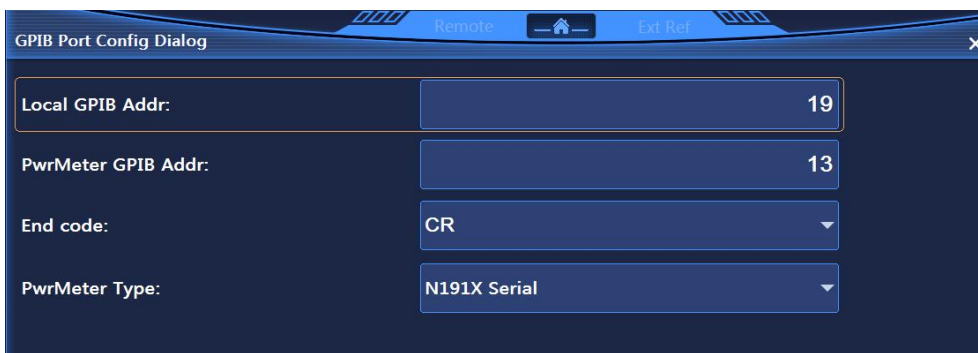 Remote
Ext Ref
GPIB Port Config Dialog
Local GPIB Addr:
19
PwrMeter GPIB Addr:
13
End code:
CR
PwrMeter Type:
N191X Serial